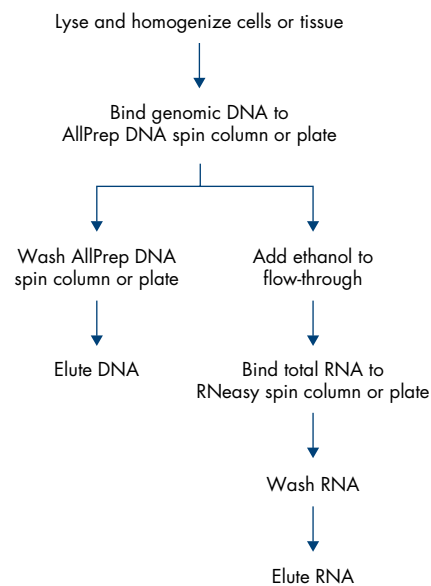 Lyse and homogenize cells or tissue
Bind genomic DNA to
AllPrep DNA spin column or plate
Wash AllPrep DNA
spin column or plate
Elute DNA
Add ethanol to
flow-through
Bind total RNA to
RNeasy spin column or plate
Wash RNA
Elute RNA